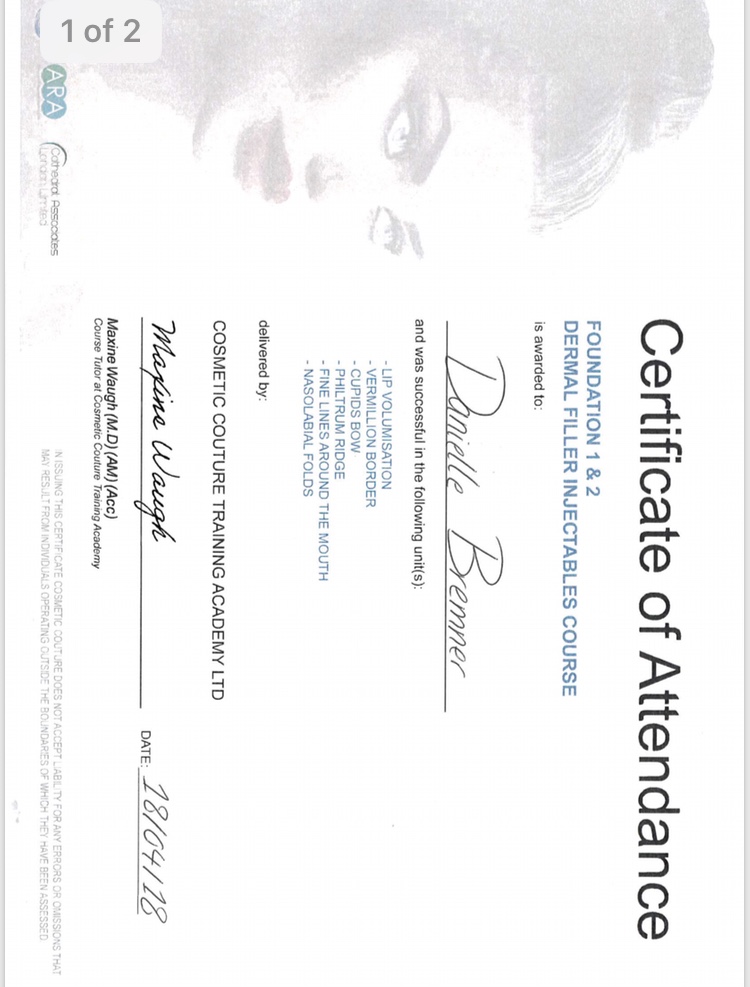 1 of 2
Certificate of Attendance
FOUNDATION 1 & 2
DERMAL FILLER INJECTABLES COURSE
is awarded to:
Danielle Bremner
and was successful in the following unit(s):
- LIP VOLUMISATION
- VERMILLION BORDER
- CUPIDS BOW
- PHILTRUM RIDGE
- FINE LINES AROUND THE MOUTH
- NASOLABIAL FOLDS
delivered by:
COSMETIC COUTURE TRAINING ACADEMY LTD
Maxine Waugh DATE: 18/04/18
Maxine Waugh (M.D) (AM) (Acc)
Course Tutor at Cosmetic Couture Training Academy
ARA
Cathedral Associates
London Limited
IN ISSUING THIS CERTIFICATE COSMETIC COUTURE DOES NOT ACCEPT LIABILITY FOR ANY ERRORS OR OMISSIONS THAT
MAY RESULT FROM INDIVIDUALS OPERATING OUTSIDE THE BOUNDARIES OF WHICH THEY HAVE BEEN ASSESSED